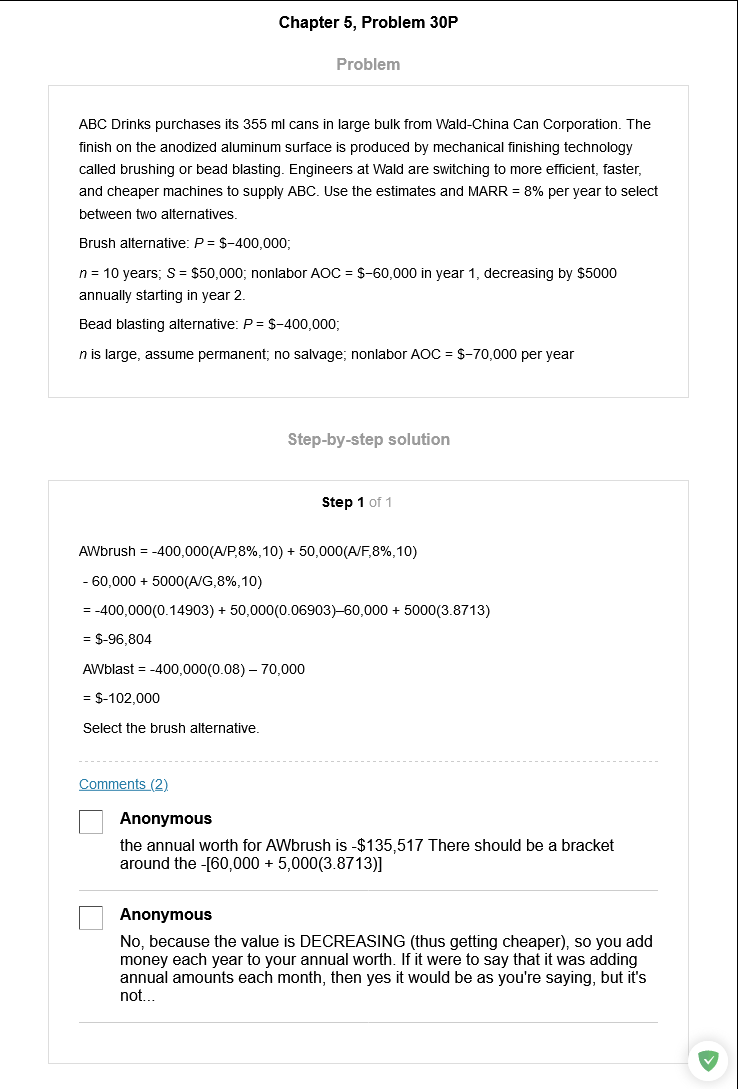 Chapter 5, Problem 30P
Problem
ABC Drinks purchases its 355 ml cans in large bulk from Wald-China Can Corporation. The
finish on the anodized aluminum surface is produced by mechanical finishing technology
called brushing or bead blasting. Engineers at Wald are switching to more efficient, faster,
and cheaper machines to supply ABC. Use the estimates and MARR = 8% per year to select
between two alternatives.
Brush alternative: P = $−400,000;
n = 10 years; S = $50,000; nonlabor AOC = $−60,000 in year 1, decreasing by $5000
annually starting in year 2.
Bead blasting alternative: P = $−400,000;
n is large, assume permanent; no salvage; nonlabor AOC = $−70,000 per year
Step-by-step solution
Step 1 of 1
AWbrush = -400,000(A/P,8%,10) + 50,000(A/F,8%,10)
- 60,000 + 5000(A/G,8%,10)
= -400,000(0.14903) + 50,000(0.06903)–60,000 + 5000(3.8713)
= $-96,804
AWblast = -400,000(0.08) – 70,000
= $-102,000
Select the brush alternative.
Comments (2)
Anonymous
the annual worth for AWbrush is -$135,517 There should be a bracket
around the -[60,000 + 5,000(3.8713)]
Anonymous
No, because the value is DECREASING (thus getting cheaper), so you add
money each year to your annual worth. If it were to say that it was adding
annual amounts each month, then yes it would be as you're saying, but it's
not...